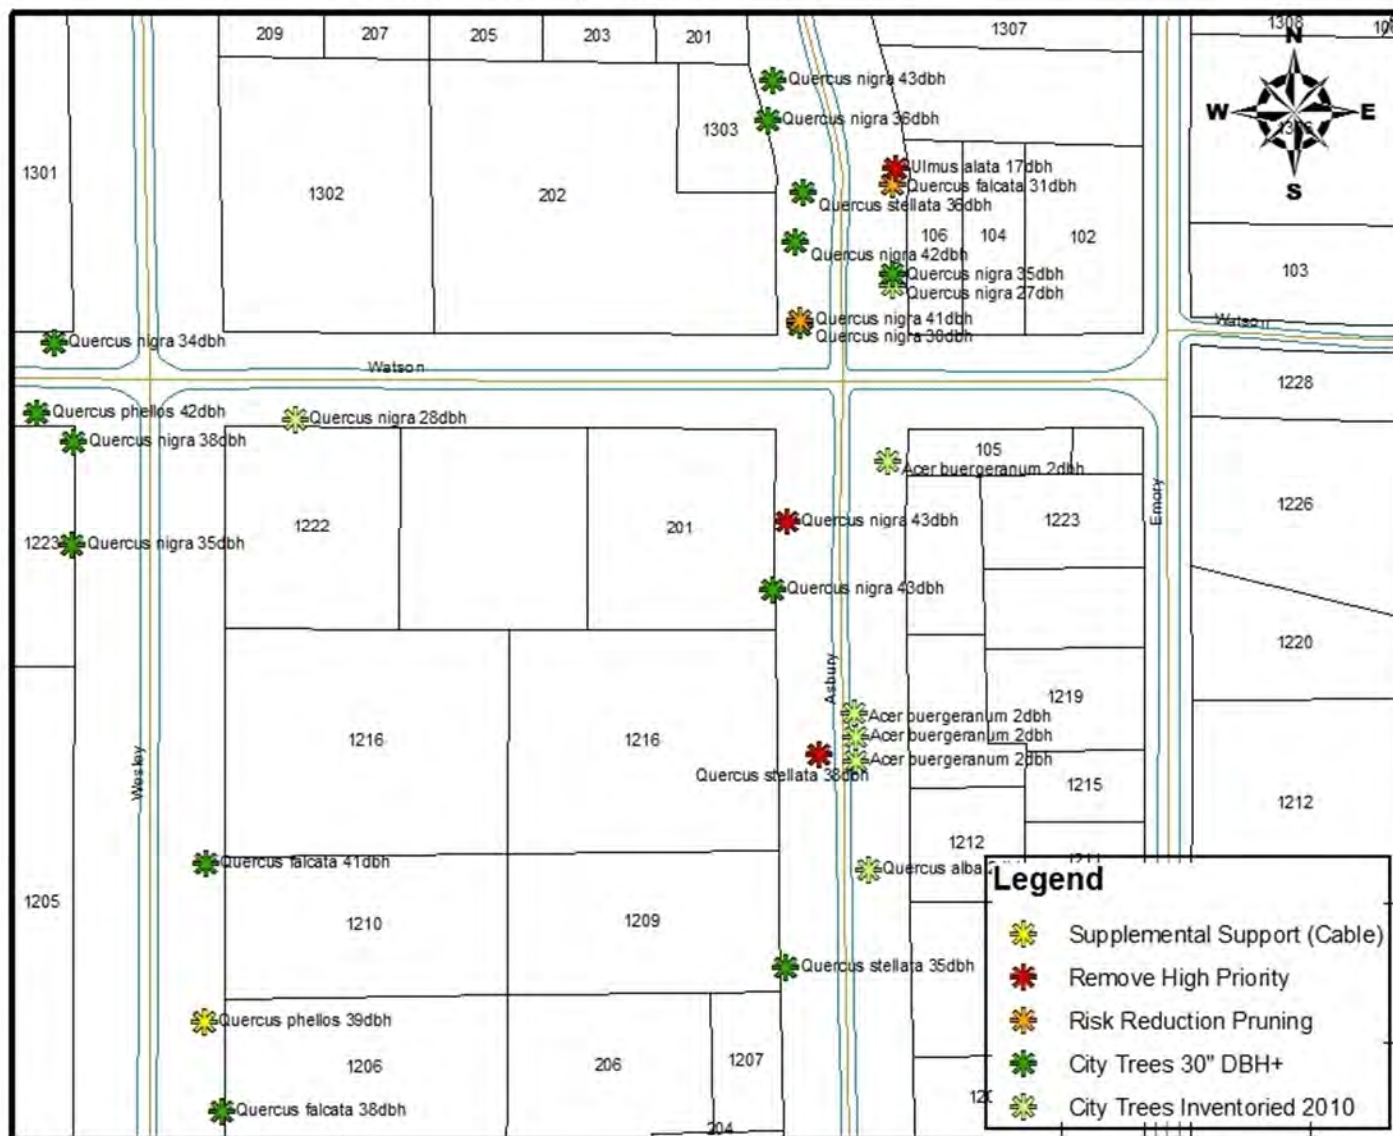 209
207
205
203
201
1307
1308
N
W
E
S
Quercus nigra 43dbh
Quercus nigra 36dbh
1303
1301
1302
202
Ulmus alata 17dbh
Quercus falcata 31dbh
Quercus stellata 36dbh
106
104
102
Quercus nigra 42dbh
103
Quercus nigra 35dbh
Quercus nigra 27dbh
Quercus nigra 41dbh
Quercus nigra 30dbh
Watson
Quercus nigra 34dbh
Watson
1228
Quercus phellos 42dbh
Quercus nigra 28dbh
Quercus nigra 38dbh
105
Acer buergeranum 2dbh
Emory
1226
1222
201
Quercus nigra 43dbh
1223
1223
Quercus nigra 35dbh
Quercus nigra 43dbh
1220
Asbury
1219
Acer buergeranum 2dbh
Acer buergeranum 2dbh
Acer buergeranum 2dbh
1216
1216
Quercus stellata 38dbh
Wesley
1215
1212
1212
Quercus falcata 41dbh
Quercus alba
1205
1210
1209
Quercus stellata 35dbh
Quercus phellos 39dbh
1206
206
1207
Quercus falcata 38dbh
204
Legend
Supplemental Support (Cable)
Remove High Priority
Risk Reduction Pruning
City Trees 30" DBH+
City Trees Inventoried 2010